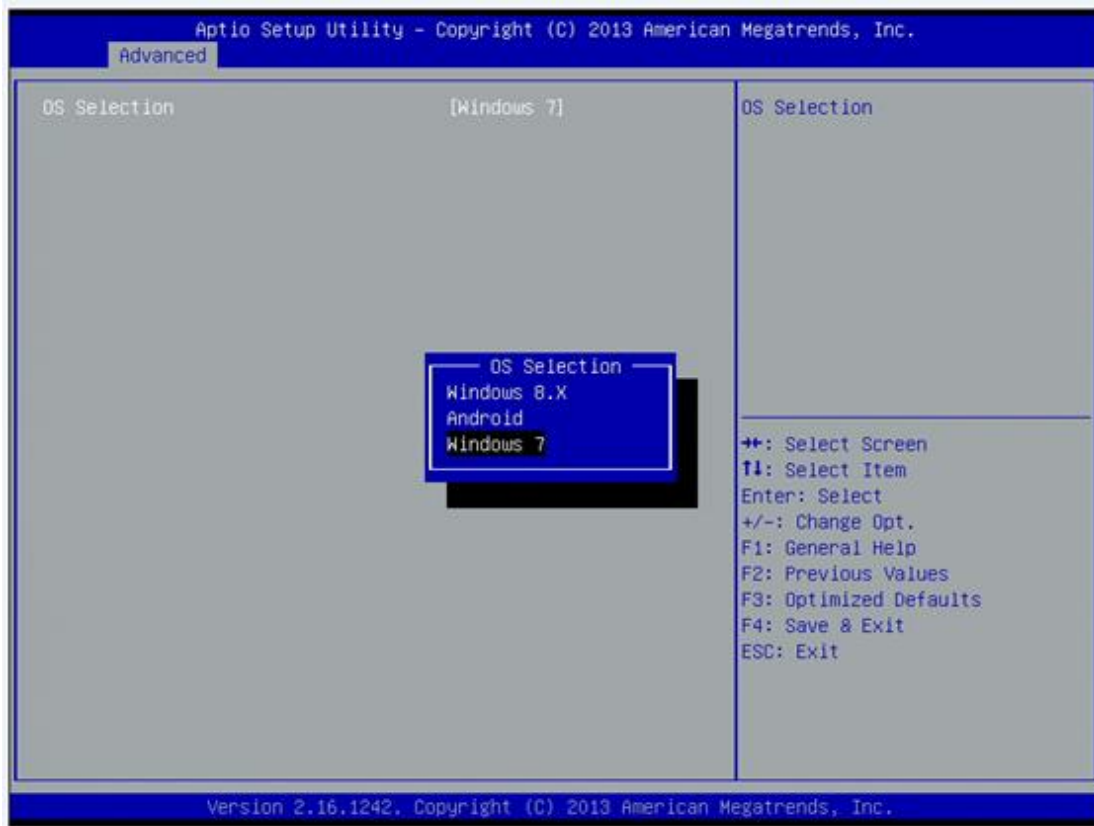 Aptio Setup Utility - Copyright (C) 2013 American Megatrends, Inc.
Advanced
OS Selection [Windows 7]
OS Selection
OS Selection
Windows 8.X
Android
Windows 7
→←: Select Screen
↑↓: Select Item
Enter: Select
+/-: Change Opt.
F1: General Help
F2: Previous Values
F3: Optimized Defaults
F4: Save & Exit
ESC: Exit
Version 2.16.1242. Copyright (C) 2013 American Megatrends, Inc.